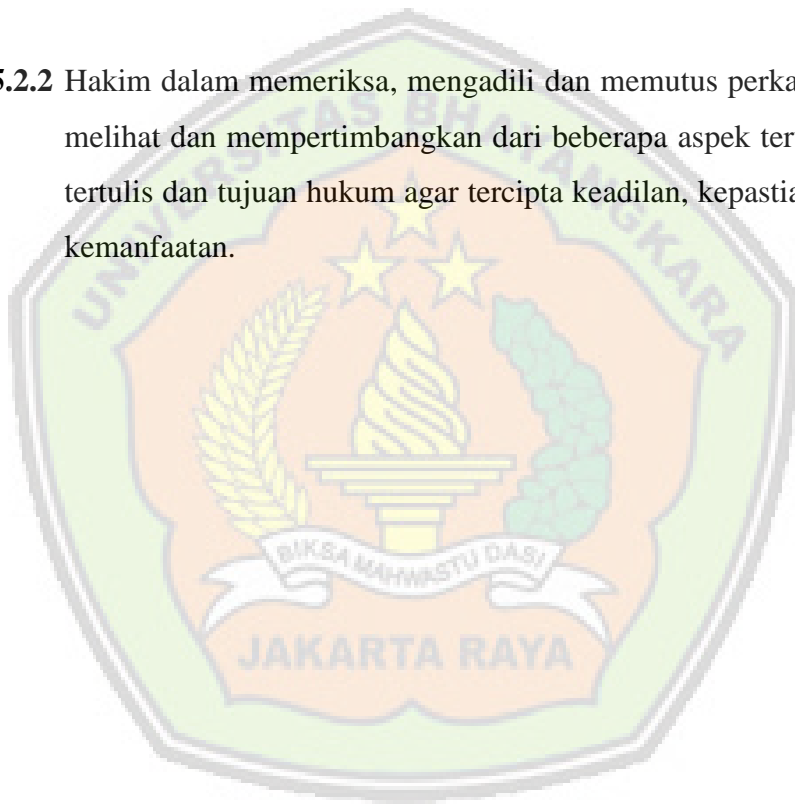 5.2.2 Hakim dalam memeriksa, mengadili dan memutus perka
melihat dan mempertimbangkan dari beberapa aspek ter
tertulis dan tujuan hukum agar tercipta keadilan, kepastia
kemanfaatan.
UNIVERSITAS BHAYANGKARA
BIKSA MAHWASTU DASI
JAKARTA RAYA